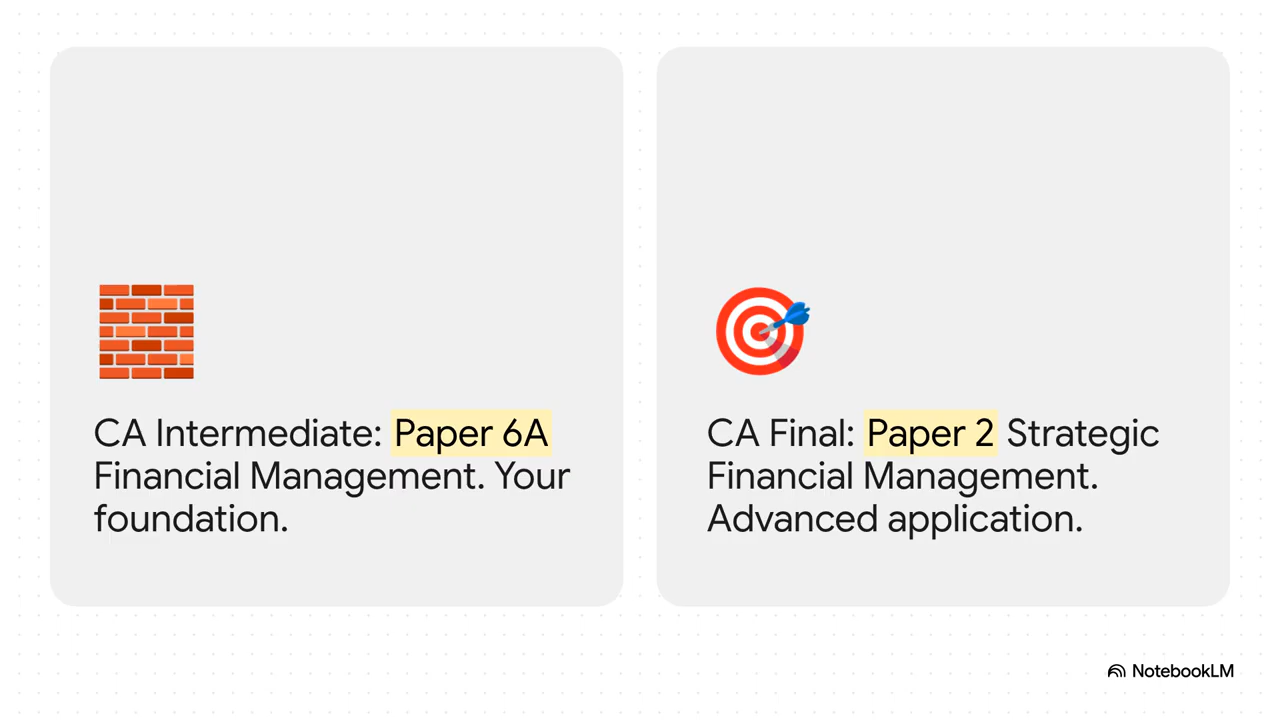 CA Intermediate: Paper 6A
Financial Management. Your
foundation.
CA Final: Paper 2 Strategic
Financial Management.
Advanced application.
NotebookLM